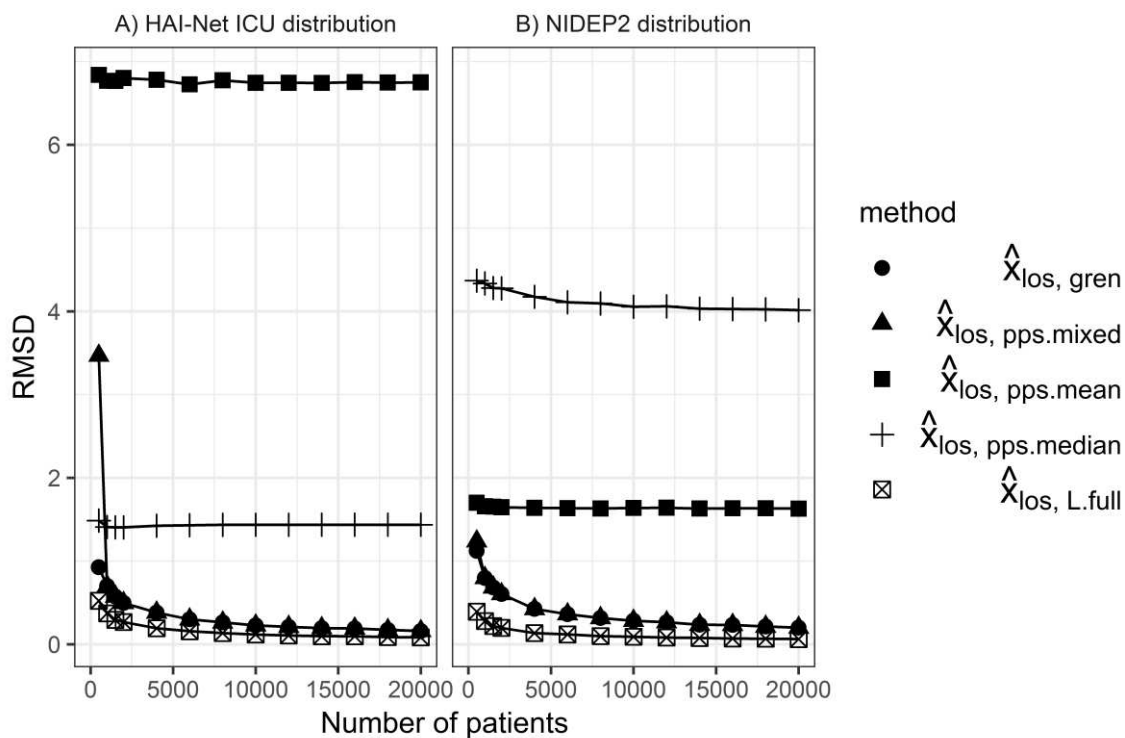 A) HAI-Net ICU distribution
B) NIDEP2 distribution
RMSD
6
4
2
0
0 5000 10000 15000 20000
0 5000 10000 15000 20000
Number of patients
method
x̂los, gren
x̂los, pps.mixed
x̂los, pps.mean
x̂los, pps.median
x̂los, L.full